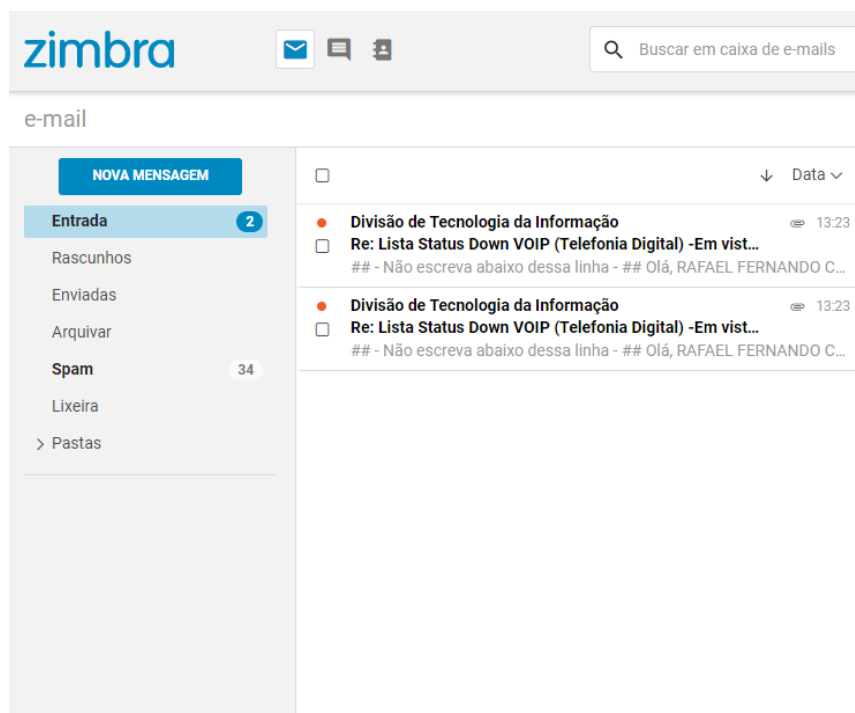 zimbra
Buscar em caixa de e-mails
e-mail
NOVA MENSAGEM
Entrada 2
Rascunhos
Enviadas
Arquivar
Spam 34
Lixeira
Pastas
Data
Divisão de Tecnologia da Informação 13:23
Re: Lista Status Down VOIP (Telefonia Digital) -Em vist...
## - Não escreva abaixo dessa linha - ## Olá, RAFAEL FERNANDO C...
Divisão de Tecnologia da Informação 13:23
Re: Lista Status Down VOIP (Telefonia Digital) -Em vist...
## - Não escreva abaixo dessa linha - ## Olá, RAFAEL FERNANDO C...